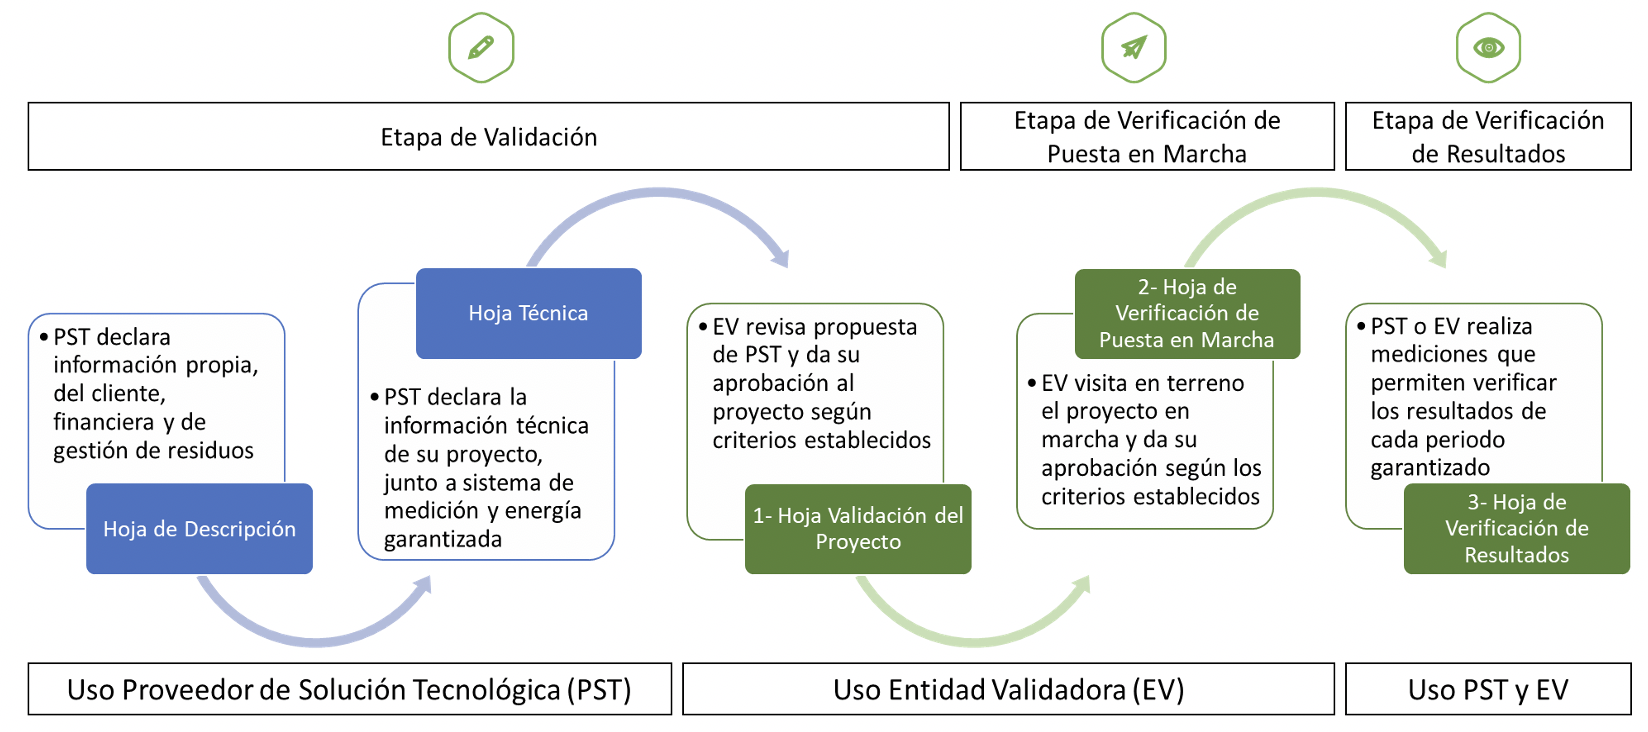 Etapa de Validación
Etapa de Verificación de
Puesta en Marcha
Etapa de Verificación
de Resultados
• PST declara
información propia,
del cliente,
financiera y de
gestión de residuos
Hoja de Descripción
Hoja Técnica
• PST declara la
información técnica
de su proyecto,
junto a sistema de
medición y energía
garantizada
• EV revisa propuesta
de PST y da su
aprobación al
proyecto según
criterios establecidos
1- Hoja Validación del
Proyecto
2- Hoja de
Verificación de
Puesta en Marcha
• EV visita en terreno
el proyecto en
marcha y da su
aprobación según los
criterios establecidos
• PST o EV realiza
mediciones que
permiten verificar
los resultados de
cada periodo
garantizado
3- Hoja de
Verificación de
Resultados
Uso Proveedor de Solución Tecnológica (PST)
Uso Entidad Validadora (EV)
Uso PST y EV